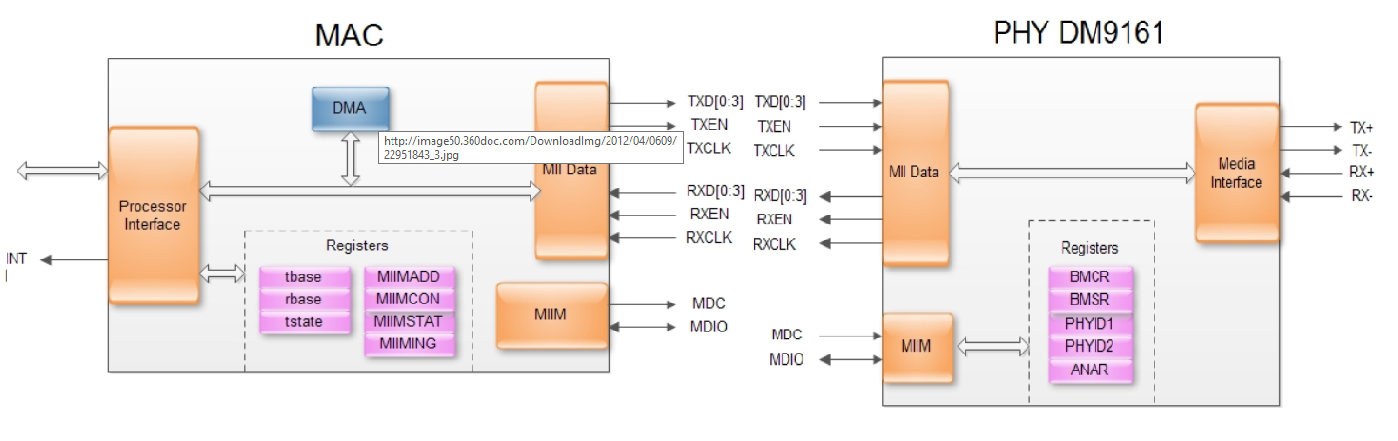 MAC
PHY DM9161
DMA
http://image50.360doc.com/DownloadImg/2012/04/0609/
22951843_3.jpg
MII Data
Processor
Interface
INT
Registers
tbase
rbase
tstate
MIIMADD
MIIMCON
MIIMSTAT
MIIMING
MIIM
TXD[0:3]
TXEN
TXCLK
RXD[0:3]
RXEN
RXCLK
MDC
MDIO
TXD[0:3]
TXEN
TXCLK
RXD[0:3]
RXEN
RXCLK
MDC
MDIO
MII Data
MIIM
Registers
BMCR
BMSR
PHYID1
PHYID2
ANAR
Media
Interface
TX+
TX-
RX+
RX-